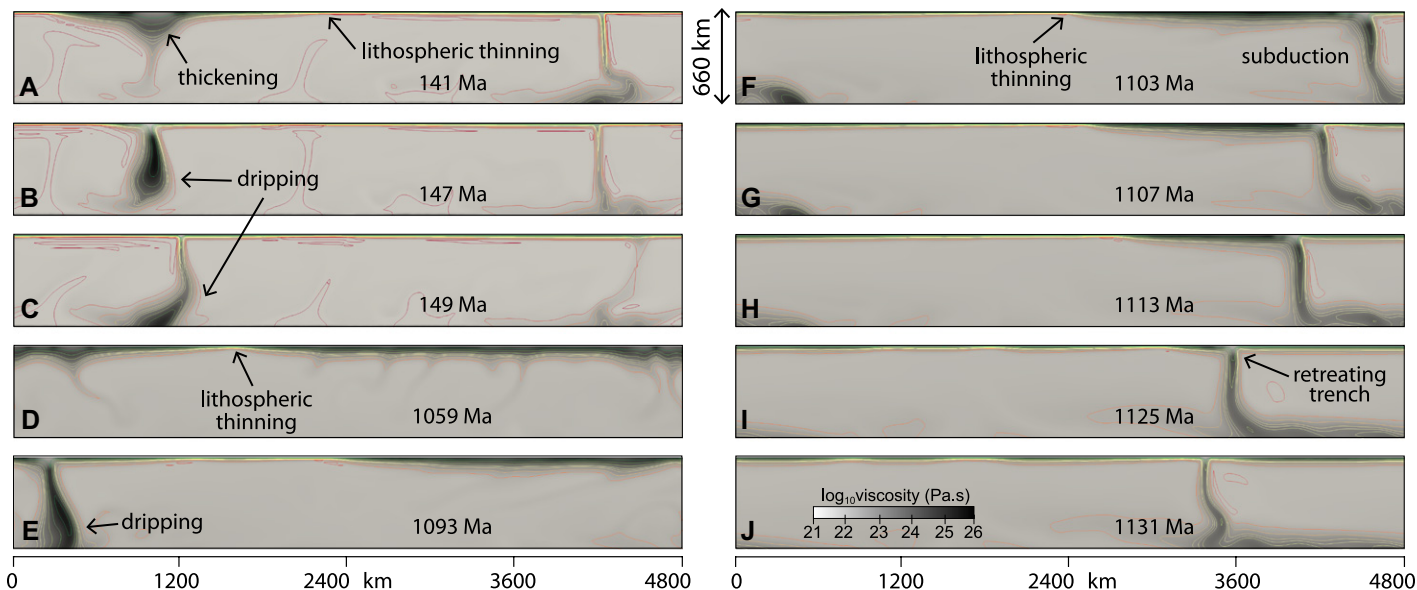 A
thickening
lithospheric thinning
141 Ma
B
dripping
147 Ma
C
149 Ma
D
lithospheric
thinning
1059 Ma
E
dripping
1093 Ma
0 1200 2400 km 3600 4800
660 km
F
lithospheric
thinning
subduction
1103 Ma
G
1107 Ma
H
1113 Ma
I
retreating
trench
1125 Ma
J
log₁₀viscosity (Pa.s)
21 22 23 24 25 26
1131 Ma
0 1200 2400 km 3600 4800